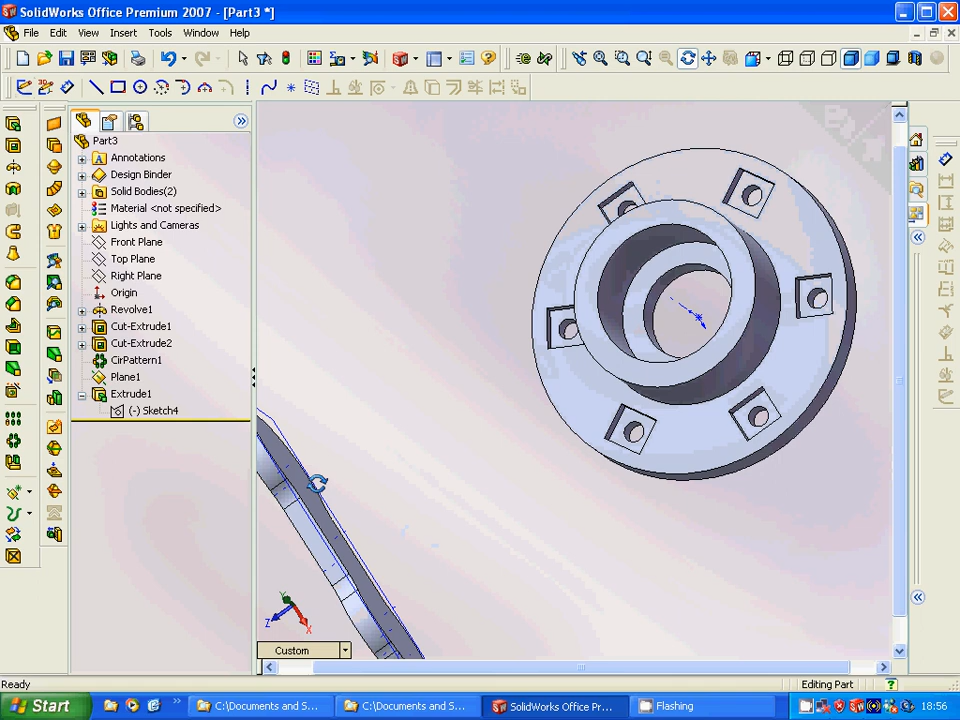 SolidWorks Office Premium 2007 - [Part3 *]
File Edit View Insert Tools Window Help
Part3
Annotations
Design Binder
Solid Bodies(2)
Material <not specified>
Lights and Cameras
Front Plane
Top Plane
Right Plane
Origin
Revolve1
Cut-Extrude1
Cut-Extrude2
CirPattern1
Plane1
Extrude1
(-) Sketch4
Y
Z
X
Custom
Ready
Editing Part
Start
C:\Documents and S...
C:\Documents and S...
SolidWorks Office Pr...
Flashing
18:56